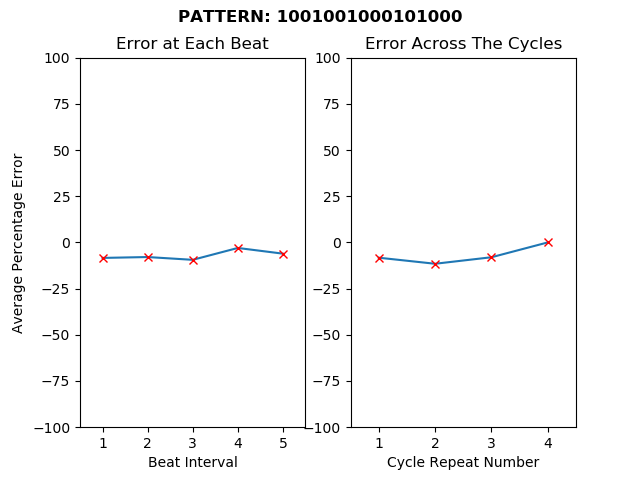 PATTERN: 1001001000101000
Error at Each Beat
Error Across The Cycles
Average Percentage Error
100
75
50
25
0
−25
−50
−75
−100
1 2 3 4 5
Beat Interval
100
75
50
25
0
−25
−50
−75
−100
1 2 3 4
Cycle Repeat Number